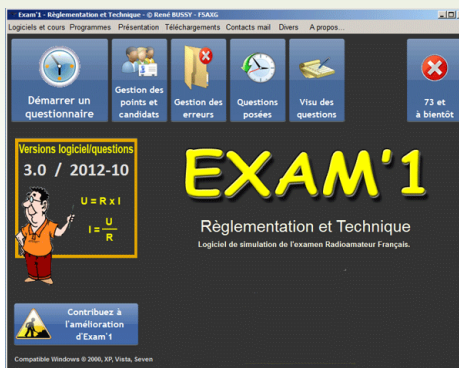 Exam'1 - Règlementation et Technique - © René BUSSY - F5AXG
Logiciels et cours Programmes Présentation Téléchargements Contacts mail Divers A propos...
Démarrer un
questionnaire
Gestion des
points et
candidats
Gestion des
erreurs
Questions
posées
Visu des
questions
73 et
à bientôt
Versions logiciel/questions
3.0 / 2012-10
U = R x I
I = U
R
EXAM'1
Règlementation et Technique
Logiciel de simulation de l'examen Radioamateur Français.
Contribuez à
l'amélioration
d'Exam'1
Compatible Windows ® 2000, XP, Vista, Seven